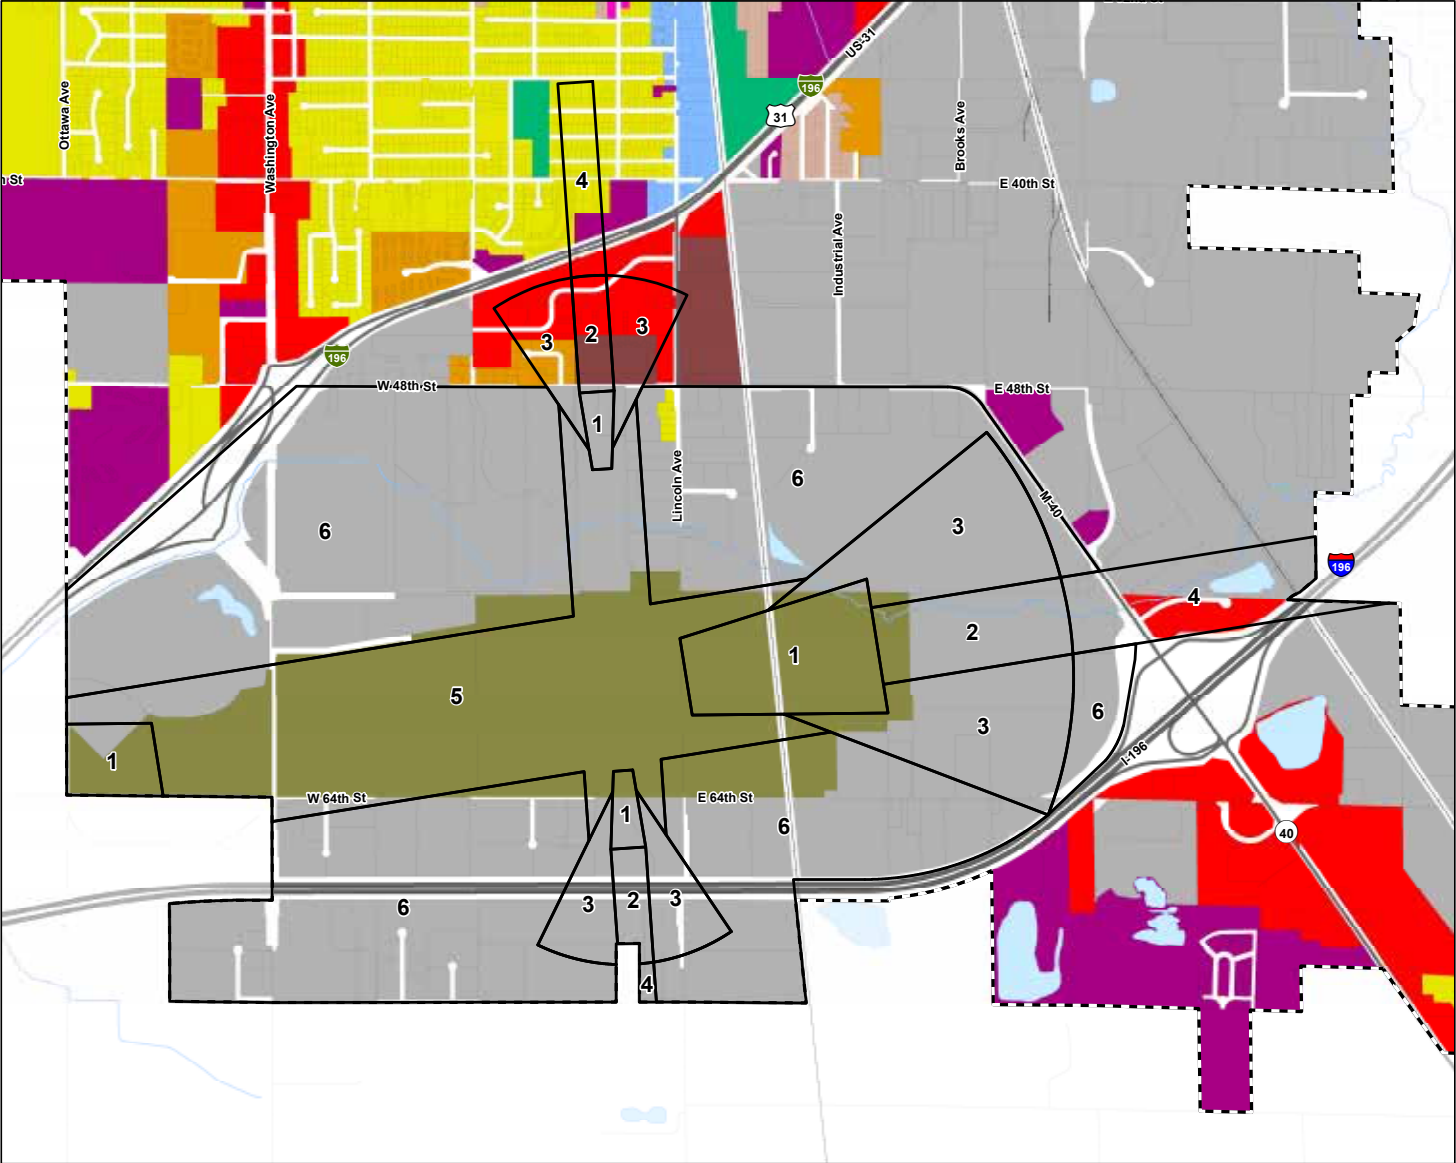 US-31
196
31
Ottawa Ave
Washington Ave
Brooks Ave
4
h St
E 40th St
Industrial Ave
3
2
3
196
W 48th St
E 48th St
1
Lincoln Ave
6
M-40
3
6
196
4
2
1
5
6
3
1
I-196
W 64th St
E 64th St
1
6
40
3
2
3
6
4